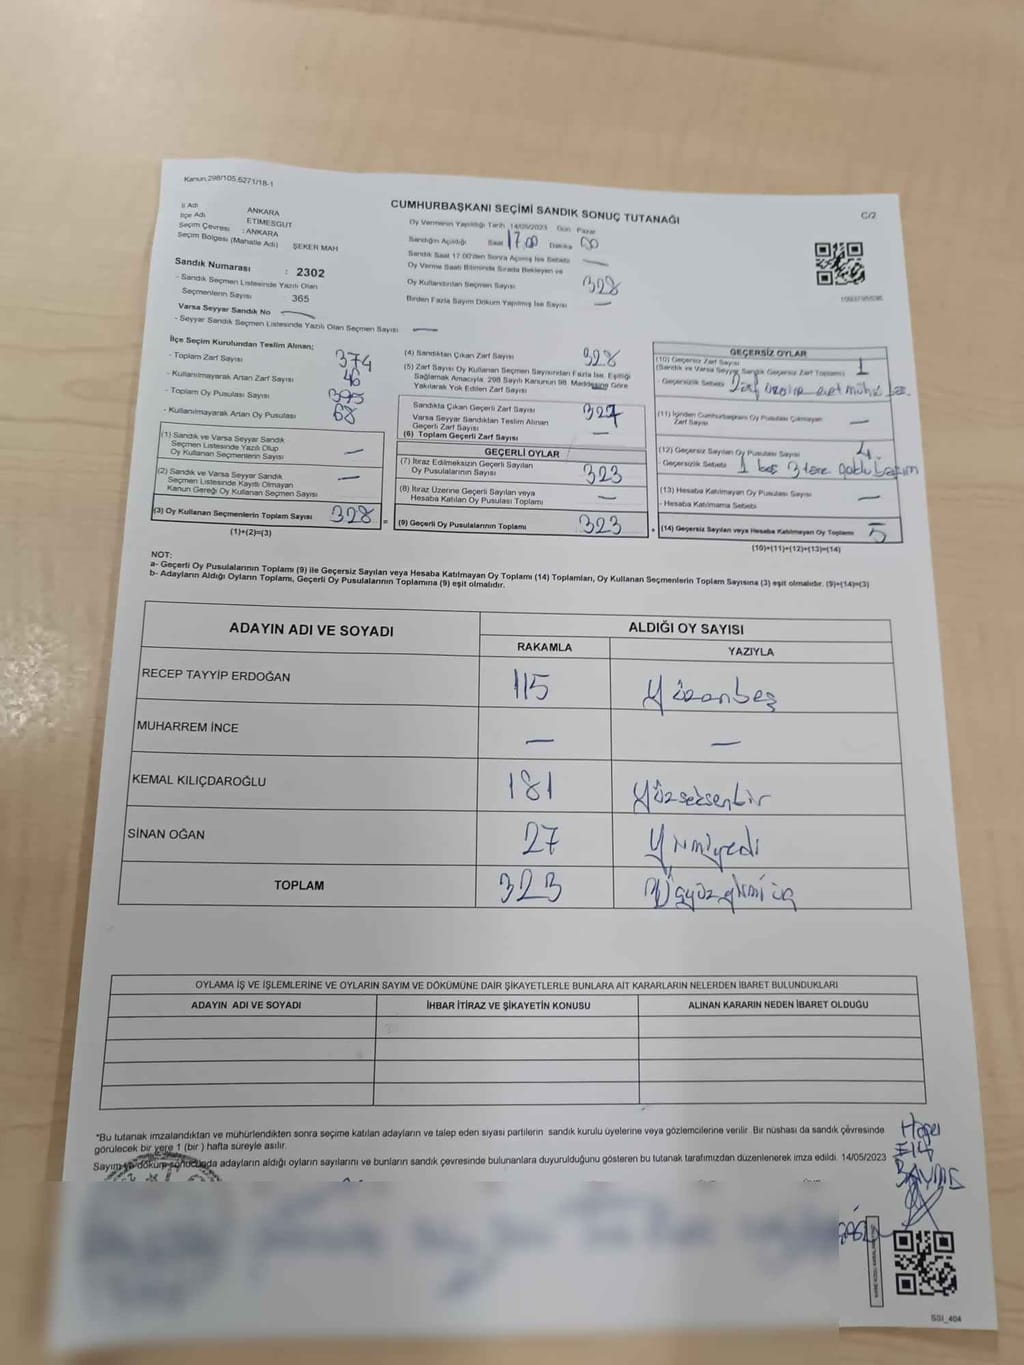 Kanun.298/105.6271/18-1
CUMHURBAŞKANI SEÇİMİ SANDIK SONUÇ TUTANAĞI
C/2
İl Adı ANKARA
İlçe Adı ETİMESGUT
Seçim Çevresi : ANKARA
Seçim Bölgesi (Mahalle Adı) ŞEKER MAH
Sandık Numarası : 2302
- Sandık Seçmen Listesinde Yazılı Olan
Seçmenlerin Sayısı 365
Varsa Seyyar Sandık No —
- Seyyar Sandık Seçmen Listesinde Yazılı Olan Seçmen Sayısı —
Oy Vermenin Yapıldığı Tarih 14/05/2023 Gün Pazar
Sandığın Açıldığı Saat 17.00 Dakika 00
Sandık Saat 17.00'den Sonra Açılmış İse Sebebi —
Oy Verme Saati Bitiminde Sırada Bekleyen ve
Oy Kullandırılan Seçmen Sayısı 328
Birden Fazla Sayım Döküm Yapılmış İse Sayısı —
İlçe Seçim Kurulundan Teslim Alınan;
- Toplam Zarf Sayısı 374
- Kullanılmayarak Artan Zarf Sayısı 46
- Toplam Oy Pusulası Sayısı 395
- Kullanılmayarak Artan Oy Pusulası 68
(1) Sandık ve Varsa Seyyar Sandık
Seçmen Listesinde Yazılı Olup
Oy Kullanan Seçmenlerin Sayısı —
(2) Sandık ve Varsa Seyyar Sandık
Seçmen Listesinde Kayıtlı Olmayan
Kanun Gereği Oy Kullanan Seçmen Sayısı —
(3) Oy Kullanan Seçmenlerin Toplam Sayısı 328 =
(1)+(2)=(3)
(4) Sandıktan Çıkan Zarf Sayısı 328
(5) Zarf Sayısı Oy Kullanan Seçmen Sayısından Fazla İse, Eşitliği
Sağlamak Amacıyla, 298 Sayılı Kanunun 98. Maddesine Göre
Yakılarak Yok Edilen Zarf Sayısı —
Sandıkta Çıkan Geçerli Zarf Sayısı 327
Varsa Seyyar Sandıktan Teslim Alınan
Geçerli Zarf Sayısı —
(6) Toplam Geçerli Zarf Sayısı
GEÇERLİ OYLAR
(7) İtiraz Edilmeksizin Geçerli Sayılan
Oy Pusulalarının Sayısı 323
(8) İtiraz Üzerine Geçerli Sayılan veya
Hesaba Katılan Oy Pusulası Toplamı —
(9) Geçerli Oy Pusulalarının Toplamı 323 +
GEÇERSİZ OYLAR
(10) Geçersiz Zarf Sayısı
(Sandık ve Varsa Seyyar Sandık Geçersiz Zarf Toplamı) 1
- Geçersizlik Sebebi Zarf üzerine evet mühür
(11) İçinden Cumhurbaşkanı Oy Pusulası Çıkmayan
Zarf Sayısı —
(12) Geçersiz Sayılan Oy Pusulası Sayısı 4
- Geçersizlik Sebebi 1 boş 3 tane
(13) Hesaba Katılmayan Oy Pusulası Sayısı —
- Hesaba Katılmama Sebebi
(14) Geçersiz Sayılan veya Hesaba Katılmayan Oy Toplamı 5
(10)+(11)+(12)+(13)=(14)
NOT:
a- Geçerli Oy Pusulalarının Toplamı (9) ile Geçersiz Sayılan veya Hesaba Katılmayan Oy Toplamı (14) Toplamları, Oy Kullanan Seçmenlerin Toplam Sayısına (3) eşit olmalıdır. (9)+(14)=(3)
b- Adayların Aldığı Oyların Toplamı, Geçerli Oy Pusulalarının Toplamına (9) eşit olmalıdır.
ADAYIN ADI VE SOYADI ALDIĞI OY SAYISI
RAKAMLA YAZIYLA
RECEP TAYYİP ERDOĞAN 115 Yüzonbeş
MUHARREM İNCE — —
KEMAL KILIÇDAROĞLU 181 Yüzseksenbir
SİNAN OĞAN 27 Yirmiyedi
TOPLAM 323 Üçyüzyirmi üç
OYLAMA İŞ VE İŞLEMLERİNE VE OYLARIN SAYIM VE DÖKÜMÜNE DAİR ŞİKAYETLERLE BUNLARA AİT KARARLARIN NELERDEN İBARET BULUNDUKLARI
ADAYIN ADI VE SOYADI İHBAR İTİRAZ VE ŞİKAYETİN KONUSU ALINAN KARARIN NEDEN İBARET OLDUĞU
*Bu tutanak imzalandıktan ve mühürlendikten sonra seçime katılan adayların ve talep eden siyasi partilerin sandık kurulu üyelerine veya gözlemcilerine verilir. Bir nüshası da sandık çevresinde
görülecek bir yere 1 (bir) hafta süreyle asılır.
Sayım ve döküm sonucunda adayların aldığı oyların sayılarını ve bunların sandık çevresinde bulunanlara duyurulduğunu gösteren bu tutanak tarafımızdan düzenlenerek imza edildi. 14/05/2023
SSI_404